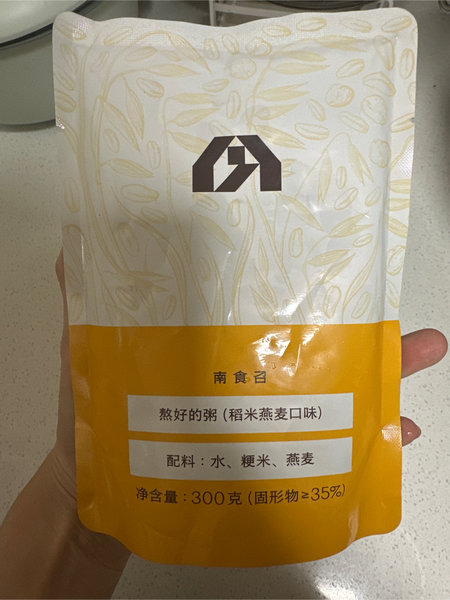 南食召
熬好的粥(稻米燕麦口味)
配料：水、粳米、燕麦
净含量：300克(固形物≥35%)